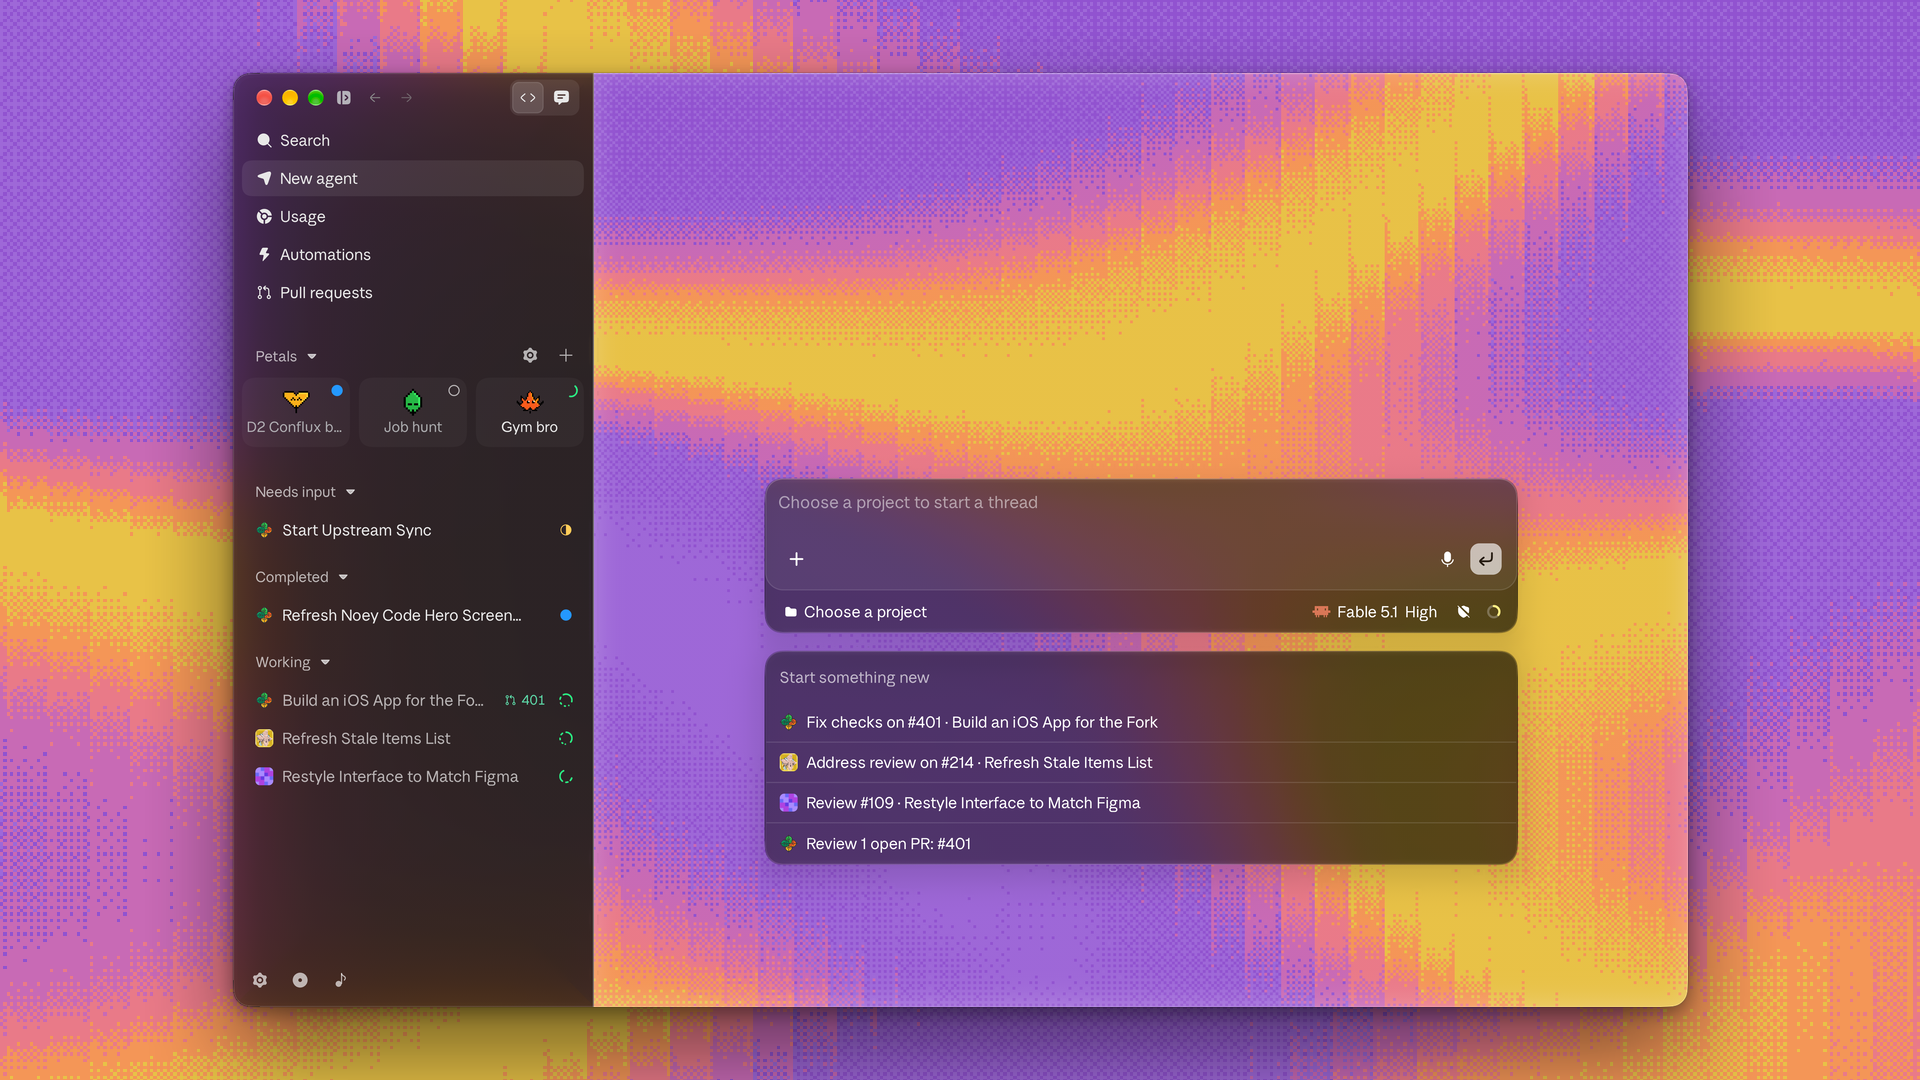 Search
New agent
Usage
Automations
Pull requests
Petals
D2 Conflux b...
Job hunt
Gym bro
Needs input
Start Upstream Sync
Completed
Refresh Noey Code Hero Screen...
Working
Build an iOS App for the Fo... 401
Refresh Stale Items List
Restyle Interface to Match Figma
Choose a project to start a thread
Choose a project
Fable 5.1 High
Start something new
Fix checks on #401 · Build an iOS App for the Fork
Address review on #214 · Refresh Stale Items List
Review #109 · Restyle Interface to Match Figma
Review 1 open PR: #401